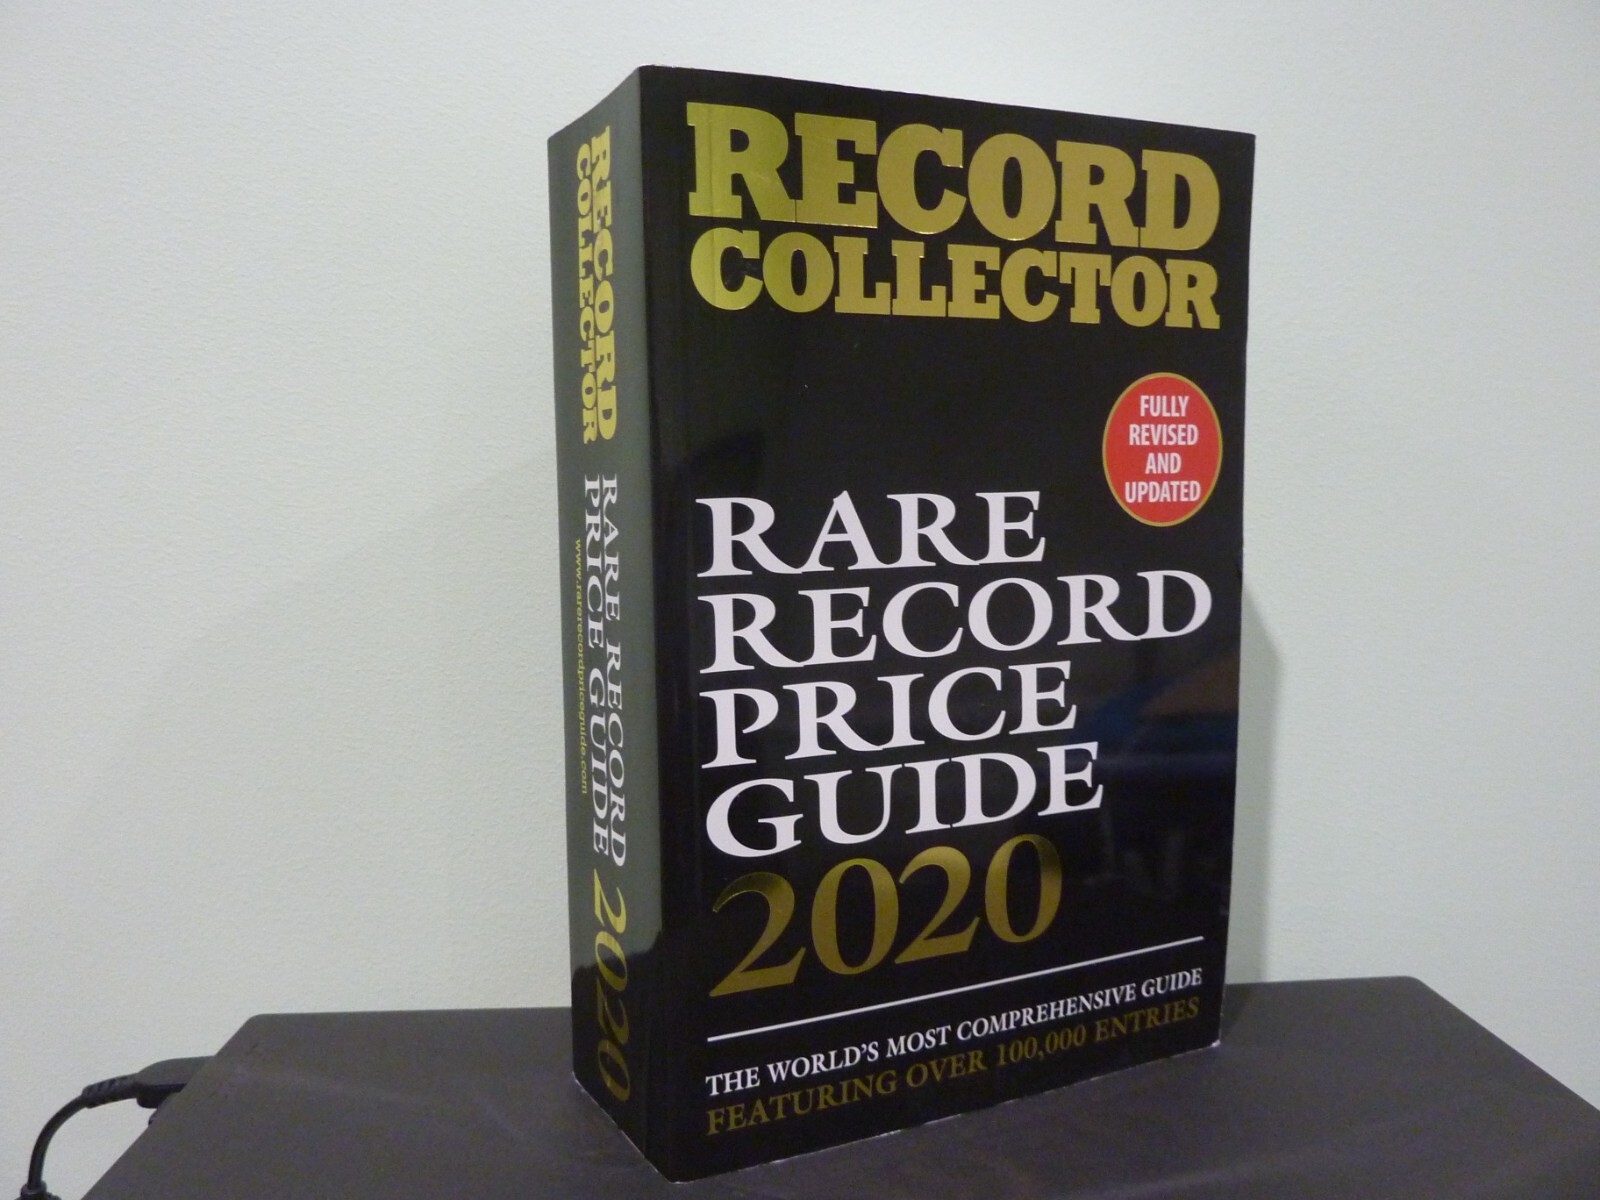 RECORD
COLLECTOR
RARE RECORD
PRICE GUIDE
2020
www.rarerecordpriceguide.com
RECORD
COLLECTOR
FULLY
REVISED
AND
UPDATED
RARE
RECORD
PRICE
GUIDE
2020
THE WORLD'S MOST COMPREHENSIVE GUIDE
FEATURING OVER 100,000 ENTRIES